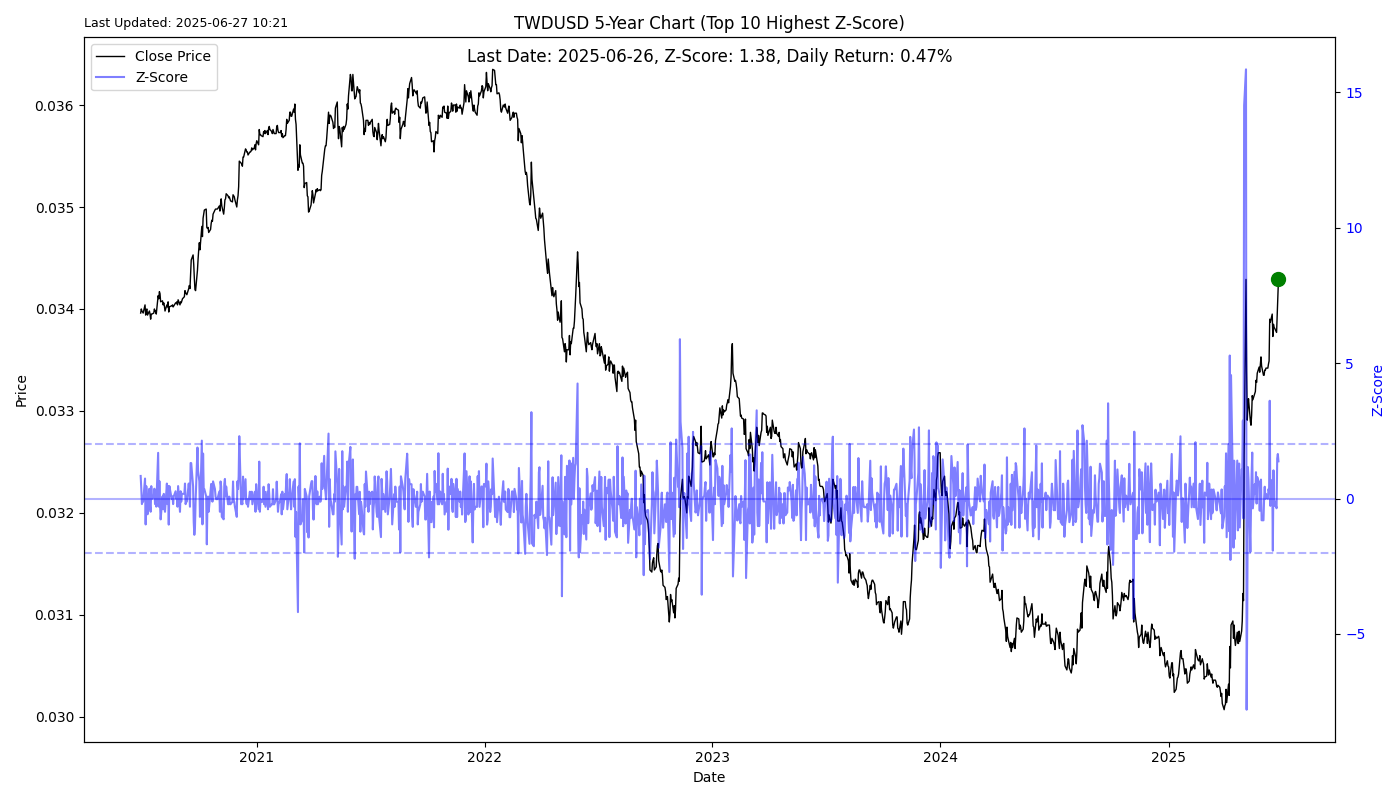 Last Updated: 2025-06-27 10:21
TWDUSD 5-Year Chart (Top 10 Highest Z-Score)
Last Date: 2025-06-26, Z-Score: 1.38, Daily Return: 0.47%
Close Price
Z-Score
0.036
0.035
0.034
0.033
0.032
0.031
0.030
Price
15
10
5
0
−5
Z-Score
2021
2022
2023
2024
2025
Date